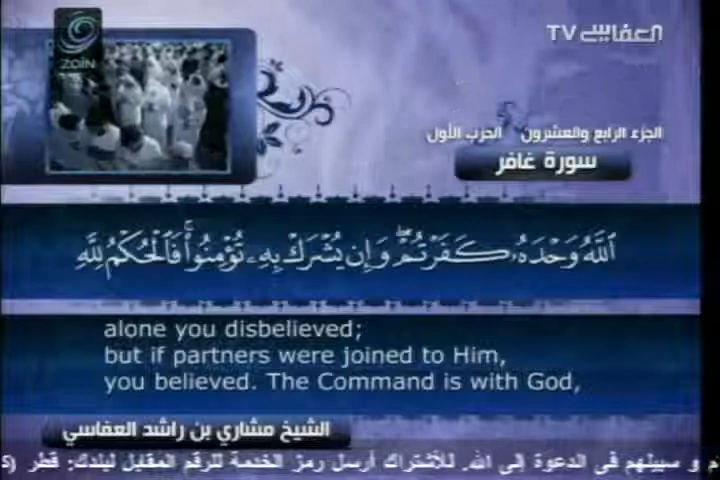 ZAIN
العفاسي TV
الجزء الرابع والعشرون الحزب الأول
سورة غافر
ٱللَّهُ وَحْدَهُۥ كَفَرْتُمْ ۖ وَإِن يُشْرَكْ بِهِۦ تُؤْمِنُوا۟ ۚ فَٱلْحُكْمُ لِلَّهِ
alone you disbelieved;
but if partners were joined to Him,
you believed. The Command is with God,
الشيخ مشاري بن راشد العفاسي
و سبيلهم في الدعوة إلى الله. للأشتراك أرسل رمز الخدمة للرقم المقابل لبلدك: قطر